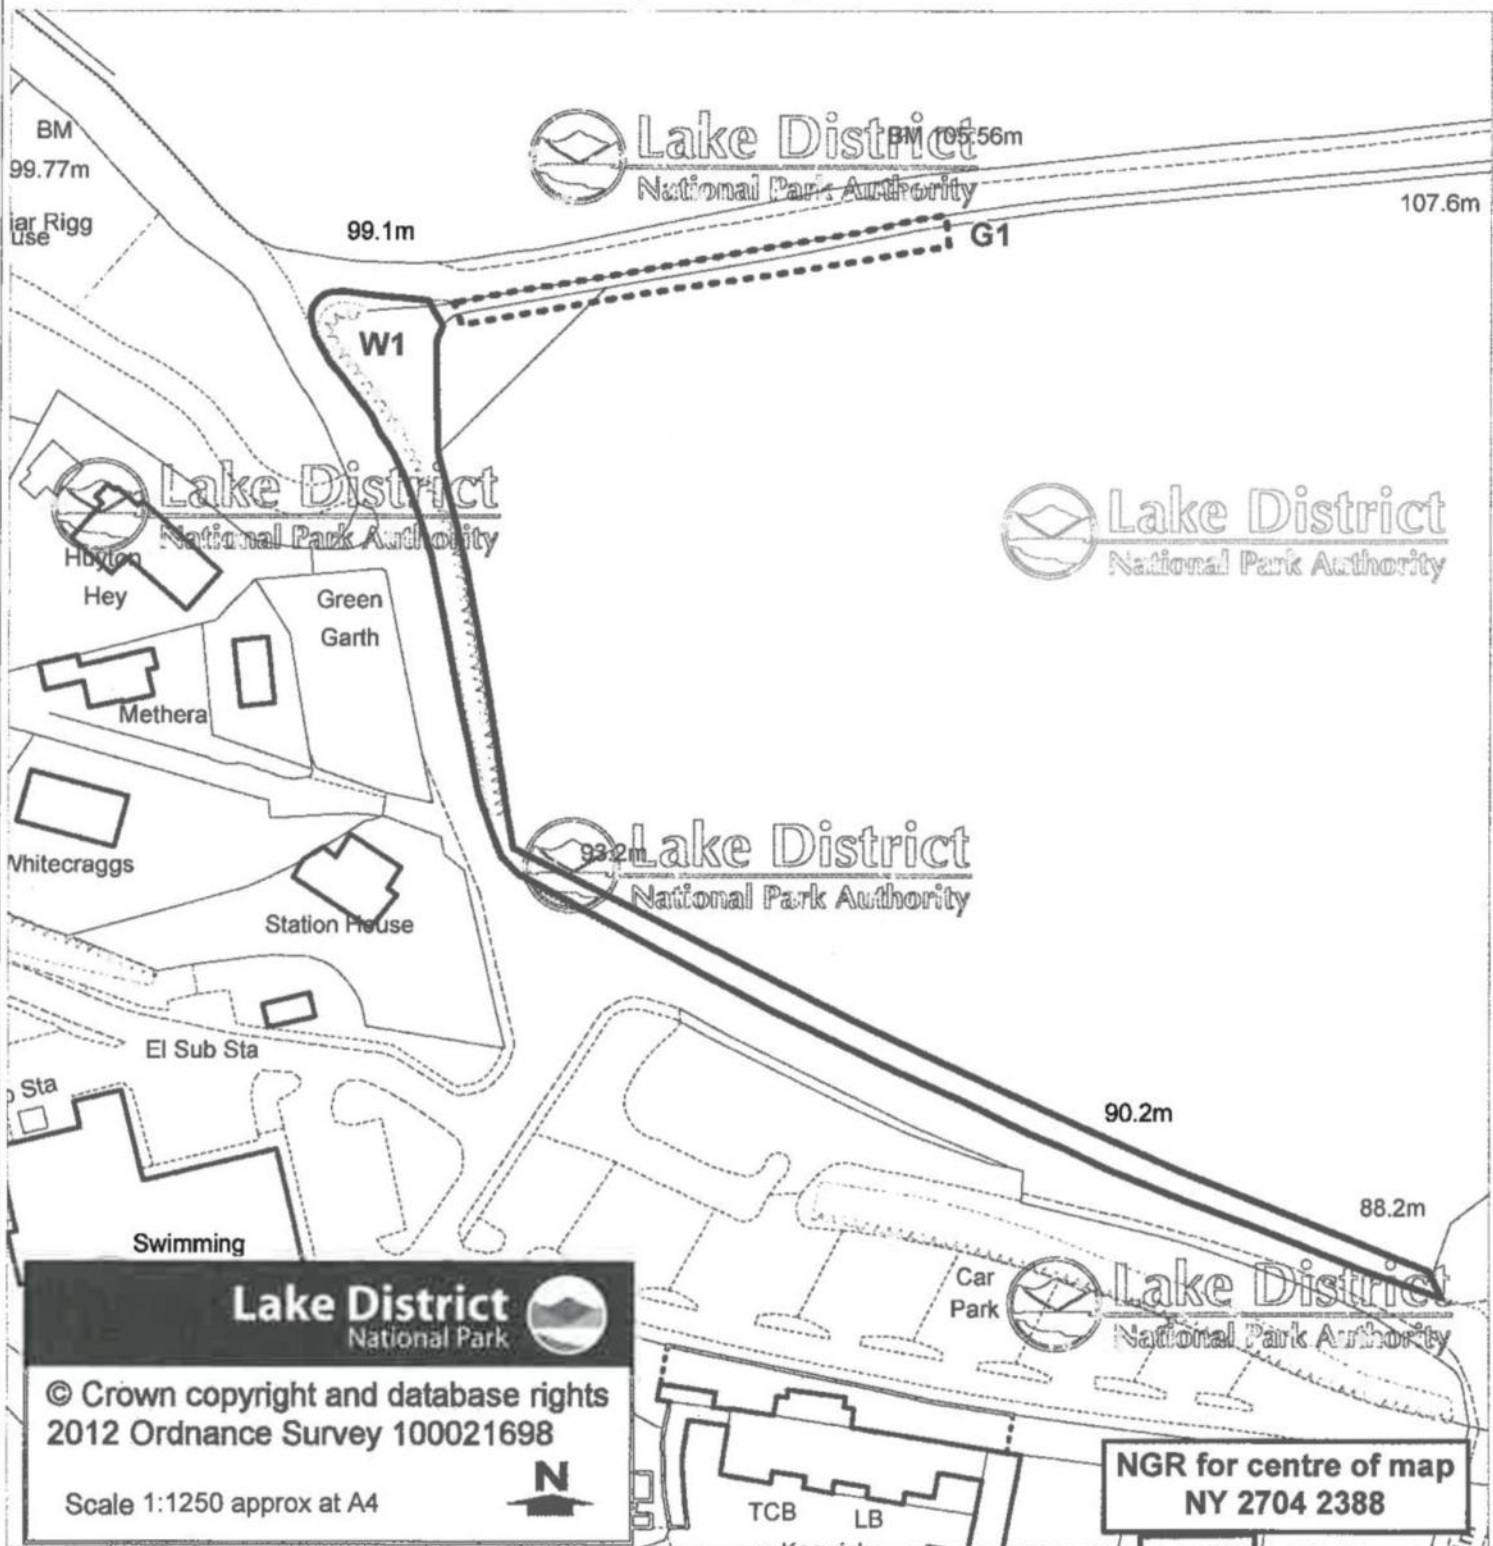 BM
99.77m
Lake District
National Park Authority
BM 105.56m
107.6m
iar Rigg
use
99.1m
G1
W1
Lake District
National Park Authority
Lake District
National Park Authority
Huyton
Hey
Green
Garth
Methera
Whitecraggs
93.2m
Lake District
National Park Authority
Station House
El Sub Sta
Sta
90.2m
88.2m
Swimming
Car
Park
Lake District
National Park Authority
Lake District
National Park
© Crown copyright and database rights
2012 Ordnance Survey 100021698
Scale 1:1250 approx at A4
N
NGR for centre of map
NY 2704 2388
TCB
LB